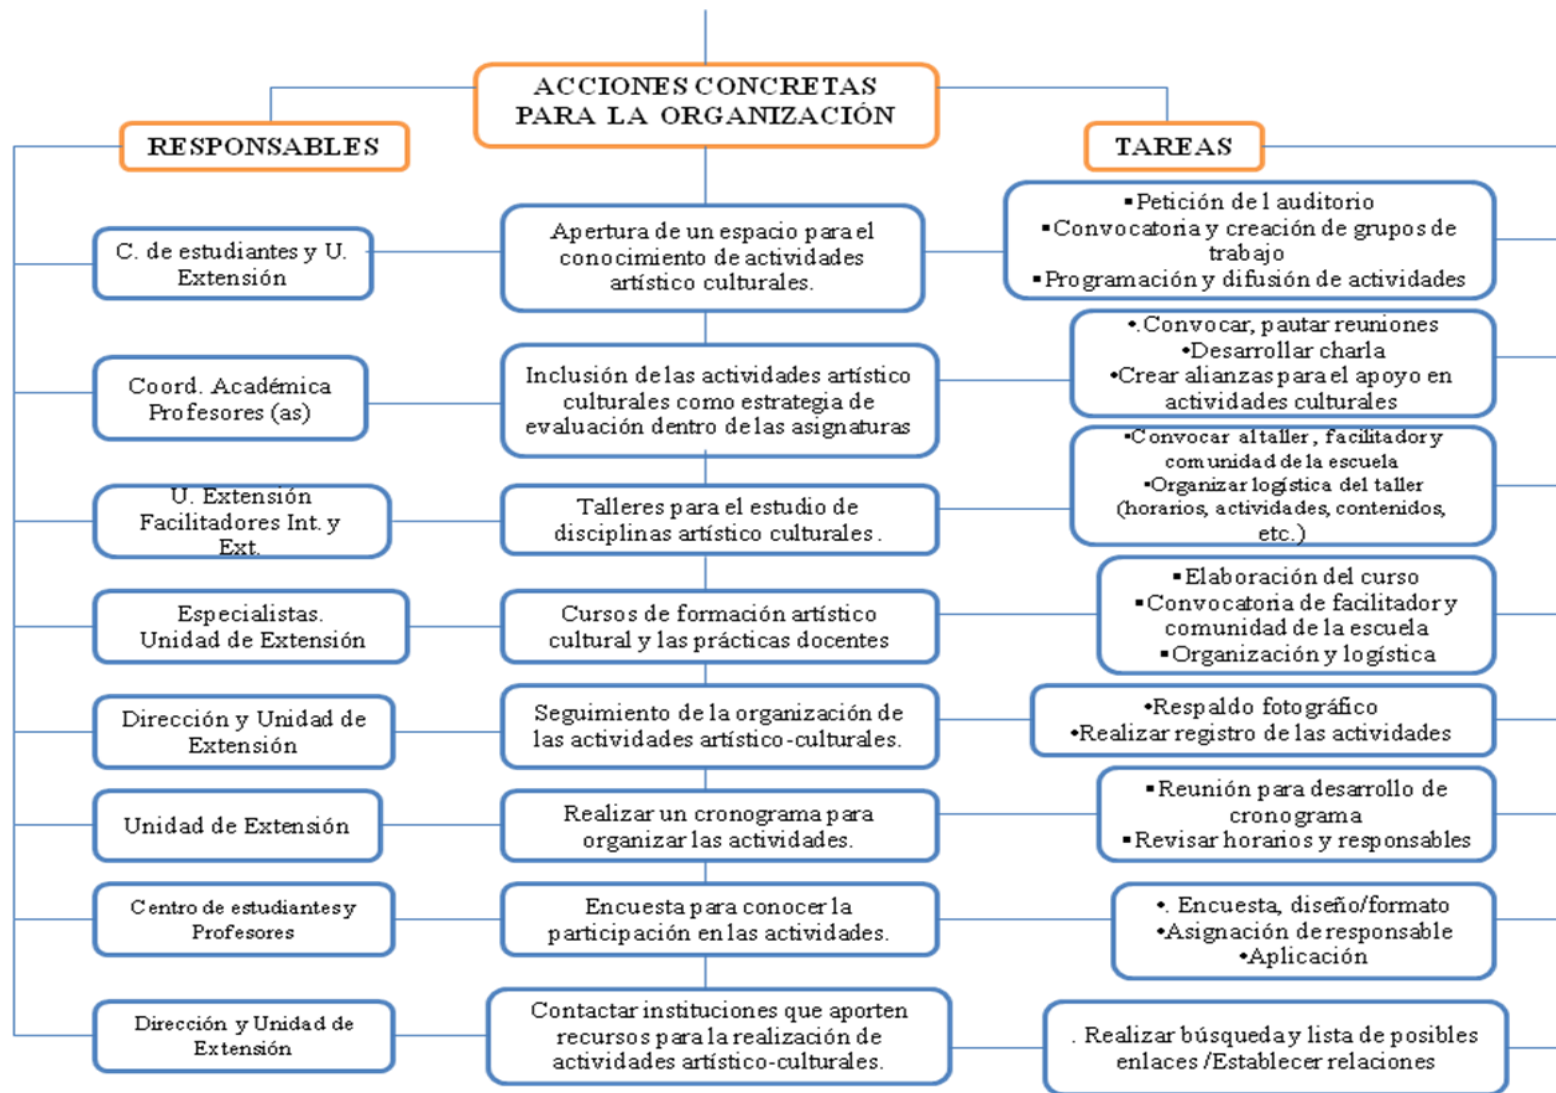 ACCIONES CONCRETAS
PARA LA ORGANIZACIÓN
RESPONSABLES
TAREAS
C. de estudiantes y U.
Extensión
Apertura de un espacio para el
conocimiento de actividades
artístico culturales.
▪Petición de l auditorio
▪Convocatoria y creación de grupos de
trabajo
▪Programación y difusión de actividades
Coord. Académica
Profesores (as)
Inclusión de las actividades artístico
culturales como estrategia de
evaluación dentro de las asignaturas
•.Convocar, pautar reuniones
•Desarrollar charla
•Crear alianzas para el apoyo en
actividades culturales
U. Extensión
Facilitadores Int. y
Ext.
Talleres para el estudio de
disciplinas artístico culturales .
•Convocar al taller , facilitador y
comunidad de la escuela
•Organizar logística del taller
(horarios, actividades, contenidos,
etc.)
Especialistas.
Unidad de Extensión
Cursos de formación artístico
cultural y las prácticas docentes
▪Elaboración del curso
▪Convocatoria de facilitador y
comunidad de la escuela
▪Organización y logística
Dirección y Unidad de
Extensión
Seguimiento de la organización de
las actividades artístico-culturales.
•Respaldo fotográfico
•Realizar registro de las actividades
Unidad de Extensión
Realizar un cronograma para
organizar las actividades.
▪Reunión para desarrollo de
cronograma
▪Revisar horarios y responsables
Centro de estudiantes y
Profesores
Encuesta para conocer la
participación en las actividades.
•. Encuesta, diseño/formato
•Asignación de responsable
•Aplicación
Dirección y Unidad de
Extensión
Contactar instituciones que aporten
recursos para la realización de
actividades artístico-culturales.
. Realizar búsqueda y lista de posibles
enlaces /Establecer relaciones